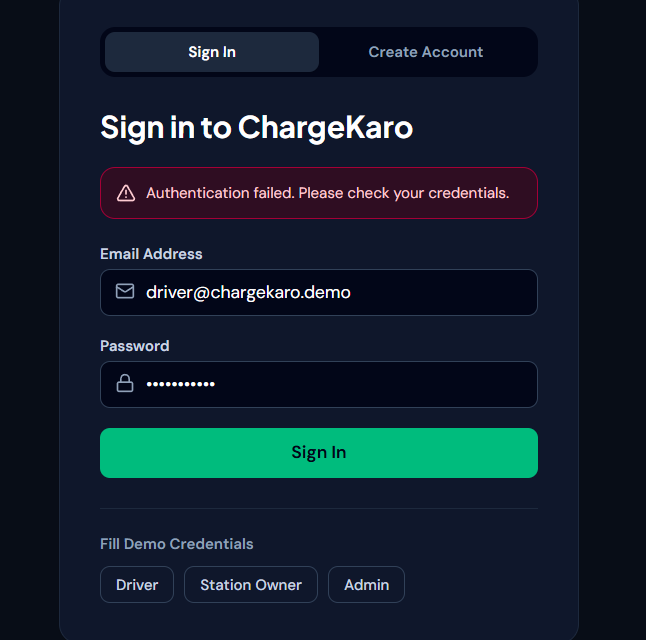 Sign In
Create Account
Sign in to ChargeKaro
Authentication failed. Please check your credentials.
Email Address
driver@chargekaro.demo
Password
•••••••••••
Sign In
Fill Demo Credentials
Driver
Station Owner
Admin